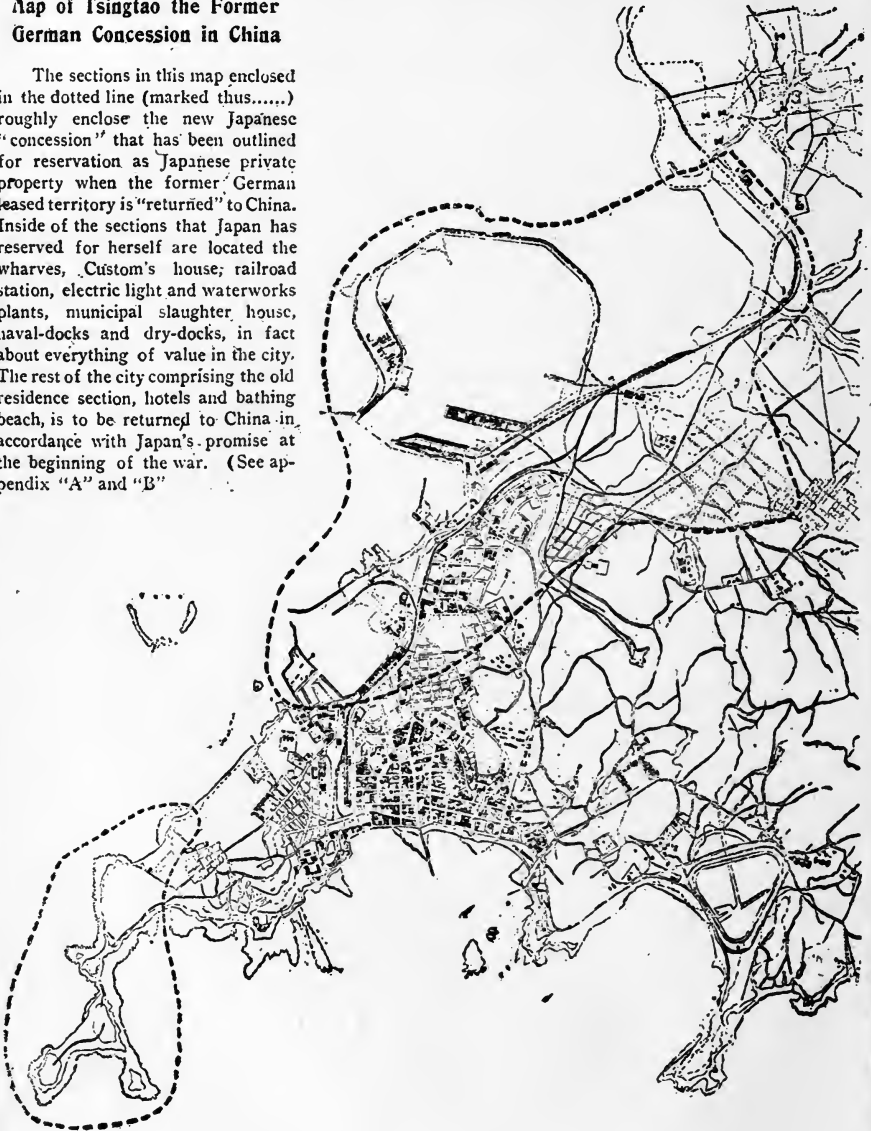 Map of Tsingtao the Former
German Concession in China
The sections in this map enclosed
in the dotted line (marked thus......)
roughly enclose the new Japanese
"concession" that has been outlined
for reservation as Japanese private
property when the former German
leased territory is "returned" to China.
Inside of the sections that Japan has
reserved for herself are located the
wharves, Custom's house; railroad
station, electric light and waterworks
plants, municipal slaughter house,
naval-docks and dry-docks, in fact
about everything of value in the city.
The rest of the city comprising the old
residence section, hotels and bathing
beach, is to be returned to China in
accordance with Japan's promise at
the beginning of the war. (See ap-
pendix "A" and "B"